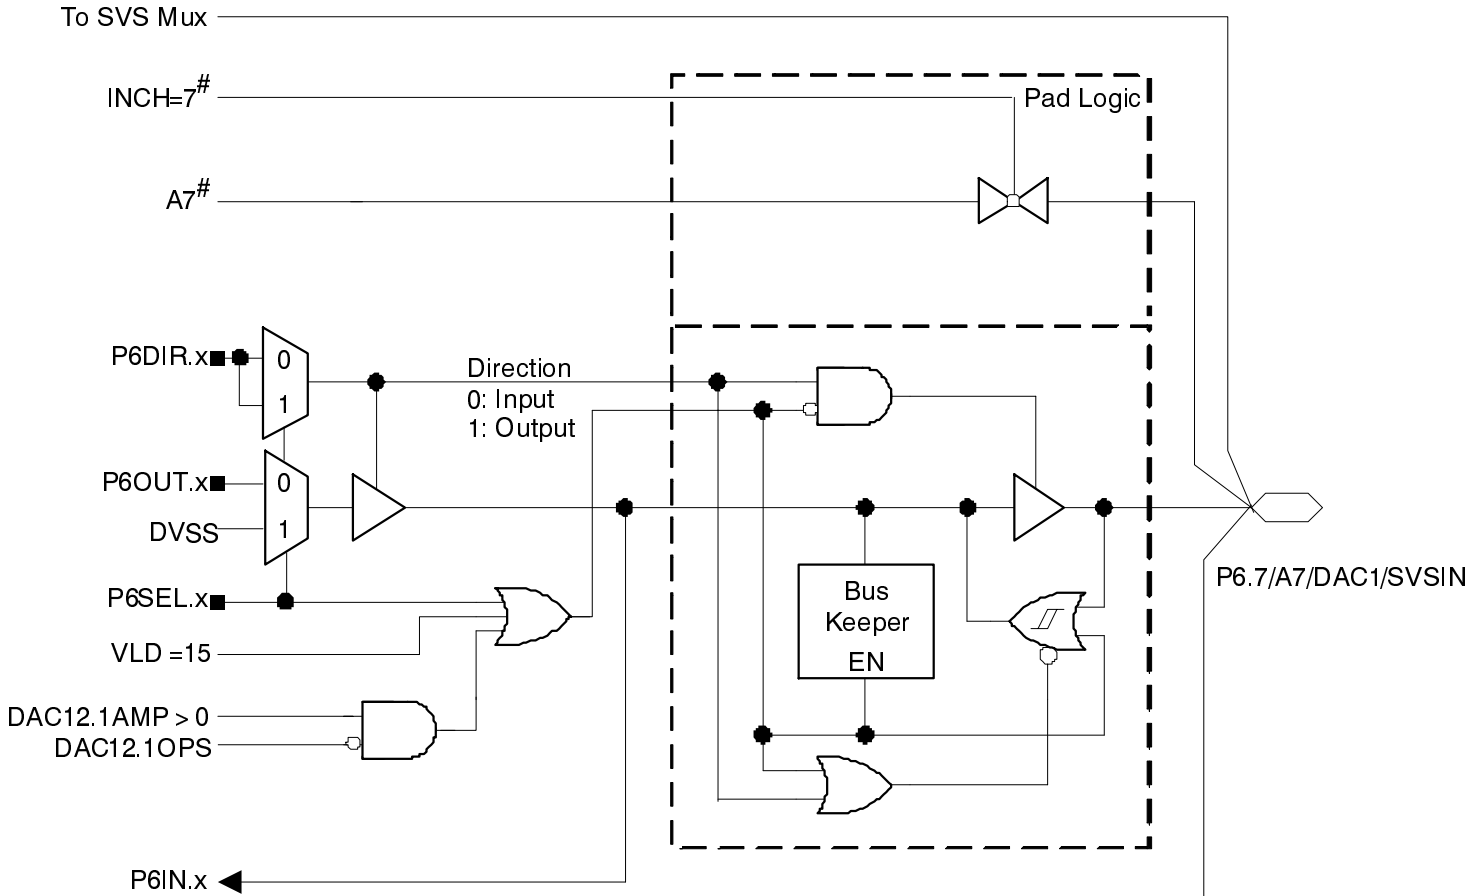 To SVS Mux
INCH=7#
Pad Logic
A7#
P6DIR.x
0
1
Direction
0: Input
1: Output
P6OUT.x
0
DVSS
1
P6SEL.x
VLD =15
DAC12.1AMP > 0
DAC12.1OPS
Bus
Keeper
EN
P6.7/A7/DAC1/SVSIN
P6IN.x